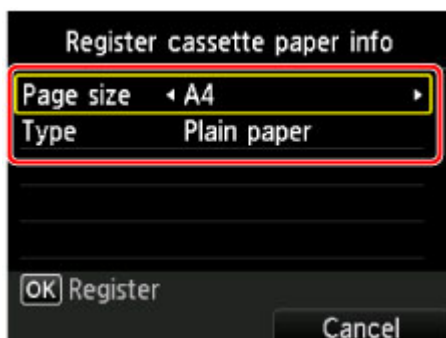 Register cassette paper info
Page size A4
Type Plain paper
OK Register
Cancel